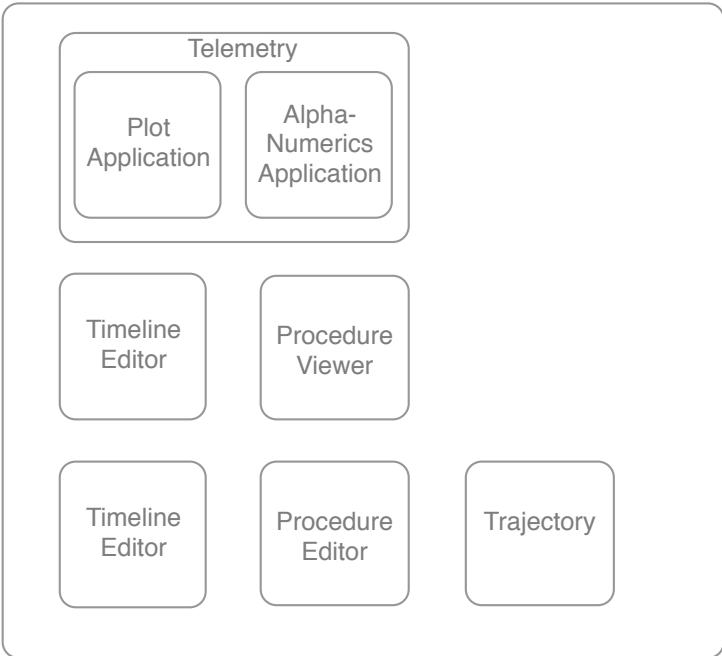 Telemetry
Plot
Application
Alpha-
Numerics
Application
Timeline
Editor
Procedure
Viewer
Timeline
Editor
Procedure
Editor
Trajectory